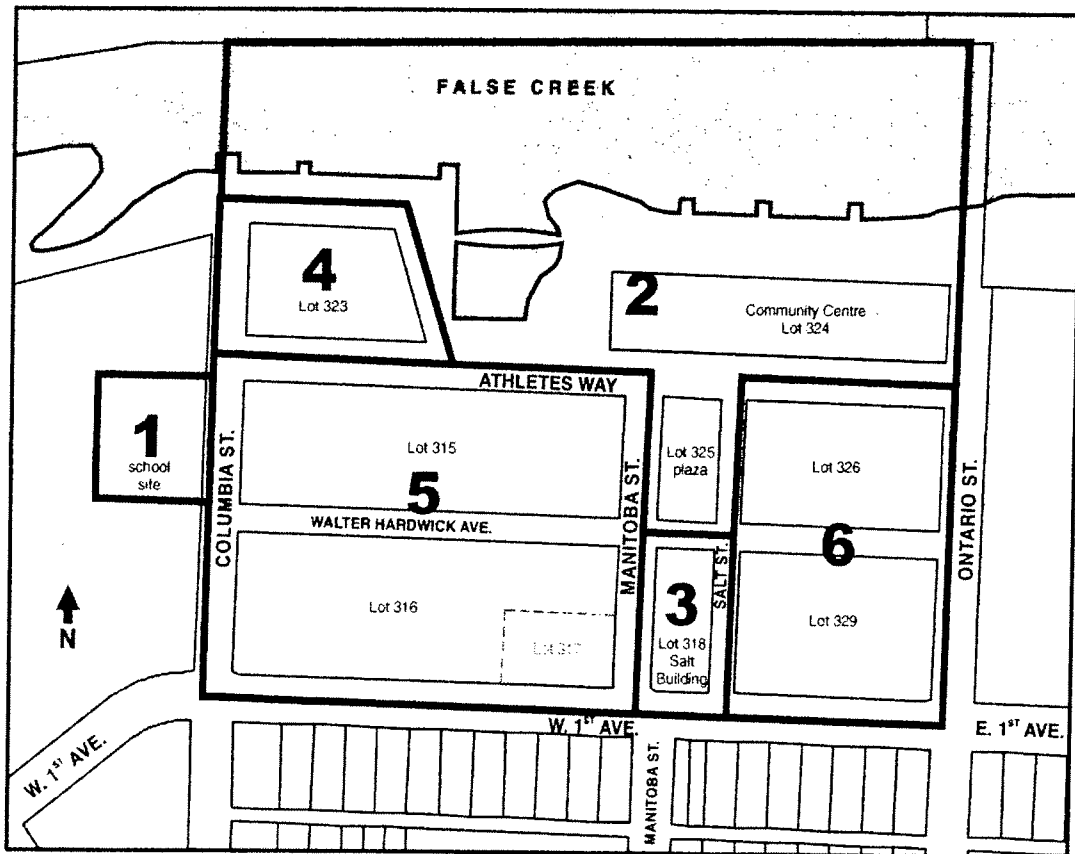 FALSE CREEK
4
Lot 323
2
Community Centre
Lot 324
ATHLETES WAY
1
school
site
COLUMBIA ST.
Lot 315
5
WALTER HARDWICK AVE.
Lot 316
Lot 317
MANITOBA ST.
Lot 325
plaza
SALT ST.
3
Lot 318
Salt
Building
Lot 326
6
Lot 329
ONTARIO ST.
N
W. 1ST AVE.
W. 1ST AVE.
E. 1ST AVE.
MANITOBA ST.